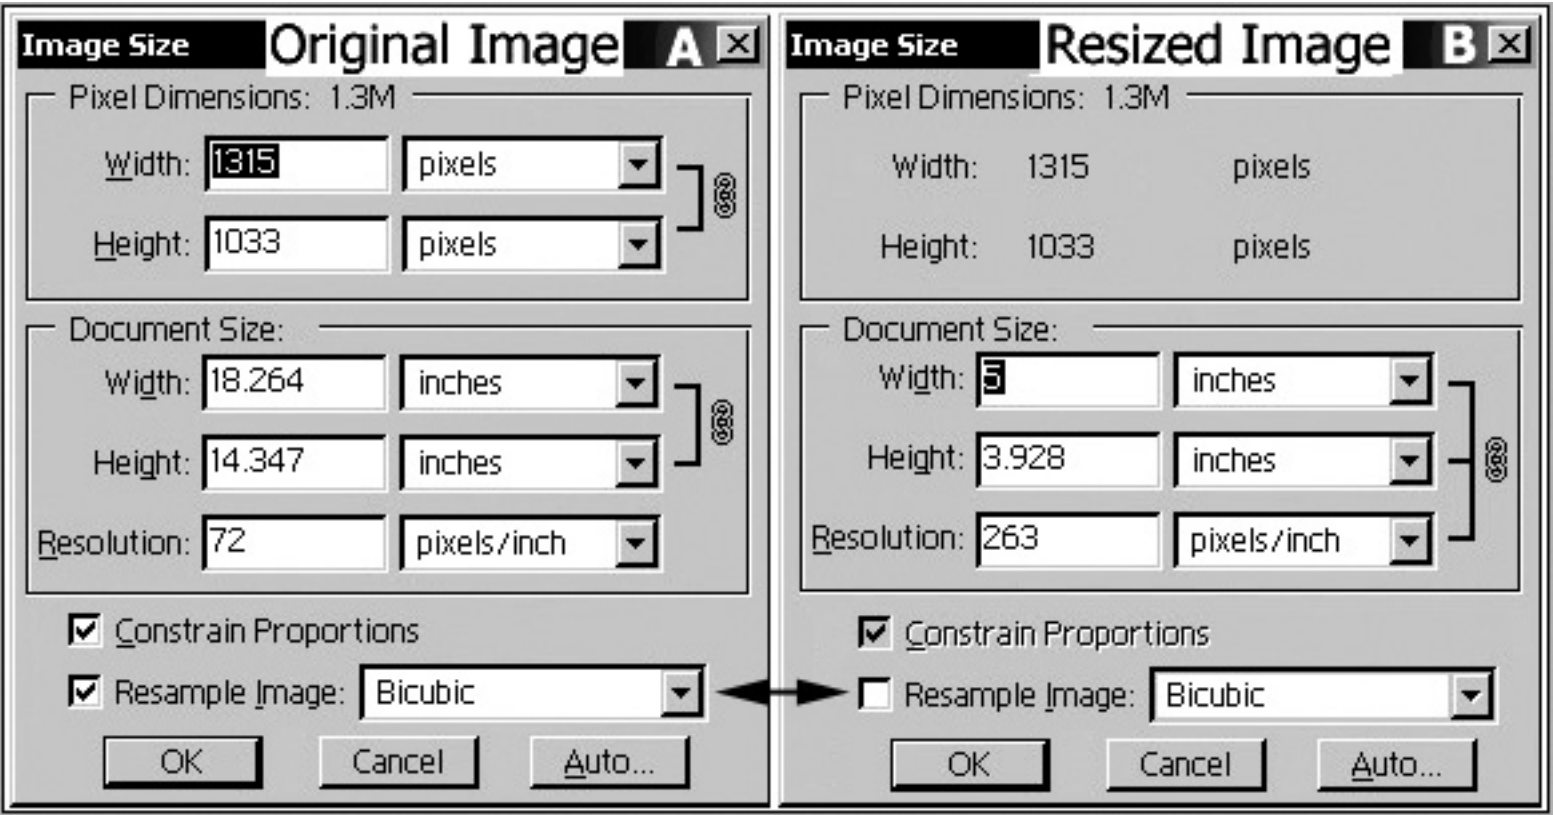 Image Size Original Image A
Pixel Dimensions: 1.3M
Width: 1315 pixels
Height: 1033 pixels
Document Size:
Width: 18.264 inches
Height: 14.347 inches
Resolution: 72 pixels/inch
Constrain Proportions
Resample Image: Bicubic
OK Cancel Auto...
Image Size Resized Image B
Pixel Dimensions: 1.3M
Width: 1315 pixels
Height: 1033 pixels
Document Size:
Width: 5 inches
Height: 3.928 inches
Resolution: 263 pixels/inch
Constrain Proportions
Resample Image: Bicubic
OK Cancel Auto...